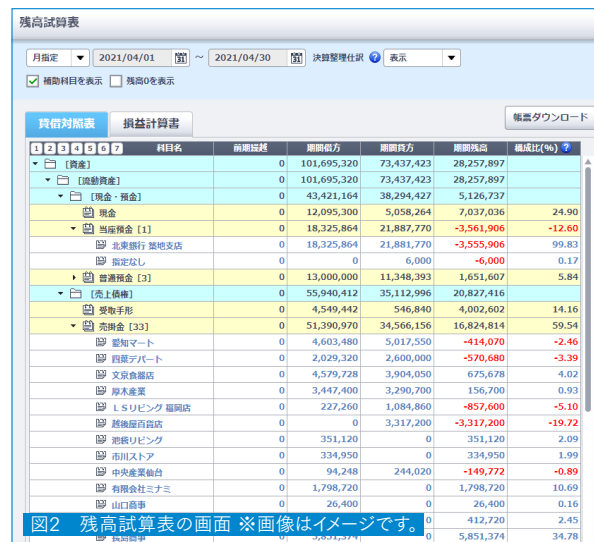 残高試算表
月指定 ▼ 2021/04/01 31 ～ 2021/04/30 31 決算整理仕訳 ? 表示 ▼
補助科目を表示 残高0を表示
貸借対照表 損益計算書 帳票ダウンロード
1 2 3 4 5 6 7 科目名 前期繰越 期間借方 期間貸方 期間残高 構成比(%) ?
[資産] 0 101,695,320 73,437,423 28,257,897
[流動資産] 0 101,695,320 73,437,423 28,257,897
[現金・預金] 0 43,421,164 38,294,427 5,126,737
現金 0 12,095,300 5,058,264 7,037,036 24.90
当座預金 [1] 0 18,325,864 21,887,770 -3,561,906 -12.60
北東銀行 築地支店 0 18,325,864 21,881,770 -3,555,906 99.83
指定なし 0 0 6,000 -6,000 0.17
普通預金 [3] 0 13,000,000 11,348,393 1,651,607 5.84
[売上債権] 0 55,940,412 35,112,996 20,827,416
受取手形 0 4,549,442 546,840 4,002,602 14.16
売掛金 [33] 0 51,390,970 34,566,156 16,824,814 59.54
愛知マート 0 4,603,480 5,017,550 -414,070 -2.46
四葉デパート 0 2,029,320 2,600,000 -570,680 -3.39
文京食器店 0 4,579,728 3,904,050 675,678 4.02
厚木産業 0 3,447,400 3,290,700 156,700 0.93
ＬＳリビング 福岡店 0 227,260 1,084,860 -857,600 -5.10
越後屋百貨店 0 0 3,317,200 -3,317,200 -19.72
池袋リビング 0 351,120 0 351,120 2.09
市川ストア 0 334,950 0 334,950 1.99
中央産業仙台 0 94,248 244,020 -149,772 -0.89
有限会社ミナミ 0 1,798,720 0 1,798,720 10.69
山口商事 0 26,400 0 26,400 0.16
412,720 2.45
5,851,374 0 5,851,374 34.78
図2 残高試算表の画面 ※画像はイメージです。